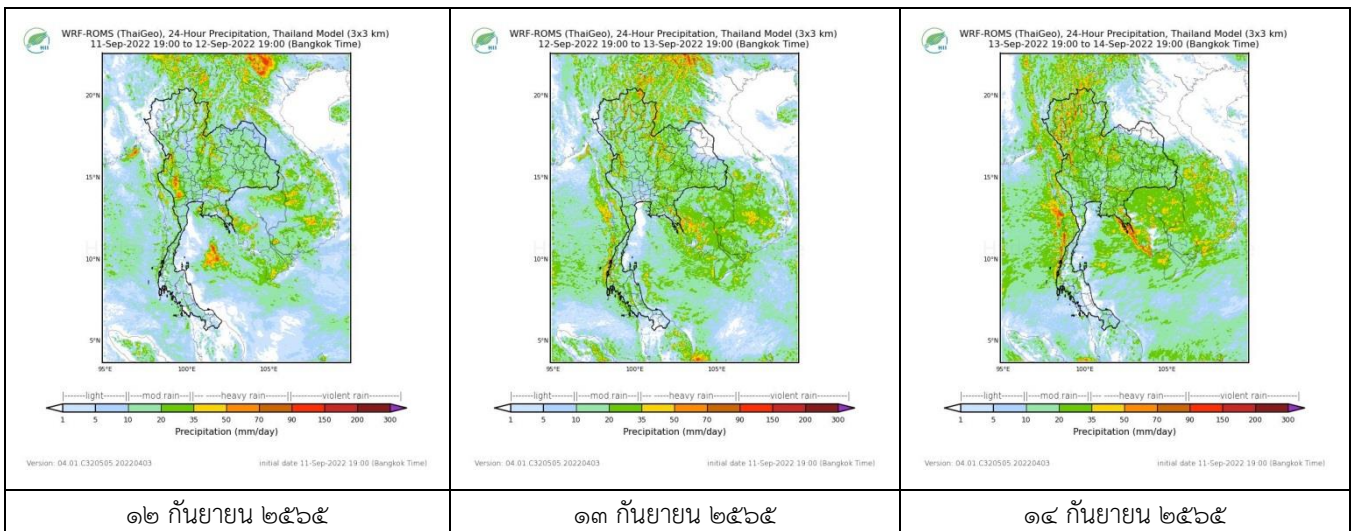 WRF-ROMS (ThaiGeo), 24-Hour Precipitation, Thailand Model (3x3 km)
11-Sep-2022 19:00 to 12-Sep-2022 19:00 (Bangkok Time)
20°N
15°N
10°N
5°N
95°E 100°E 105°E
|-------light------||---mod rain---||--- ---heavy rain------||------violent rain-----|
1 5 10 20 35 50 70 90 150 200 300
Precipitation (mm/day)
Version: 04.01.C320505.20220403 initial date 11-Sep-2022 19:00 (Bangkok Time)
๑๒ กันยายน ๒๕๖๕
WRF-ROMS (ThaiGeo), 24-Hour Precipitation, Thailand Model (3x3 km)
12-Sep-2022 19:00 to 13-Sep-2022 19:00 (Bangkok Time)
20°N
15°N
10°N
5°N
95°E 100°E 105°E
|-------light------||---mod rain---||--- ---heavy rain------||------violent rain-----|
1 5 10 20 35 50 70 90 150 200 300
Precipitation (mm/day)
Version: 04.01.C320505.20220403 initial date 11-Sep-2022 19:00 (Bangkok Time)
๑๓ กันยายน ๒๕๖๕
WRF-ROMS (ThaiGeo), 24-Hour Precipitation, Thailand Model (3x3 km)
13-Sep-2022 19:00 to 14-Sep-2022 19:00 (Bangkok Time)
20°N
15°N
10°N
5°N
95°E 100°E 105°E
|-------light------||---mod rain---||--- ---heavy rain------||------violent rain-----|
1 5 10 20 35 50 70 90 150 200 300
Precipitation (mm/day)
Version: 04.01.C320505.20220403 initial date 11-Sep-2022 19:00 (Bangkok Time)
๑๔ กันยายน ๒๕๖๕